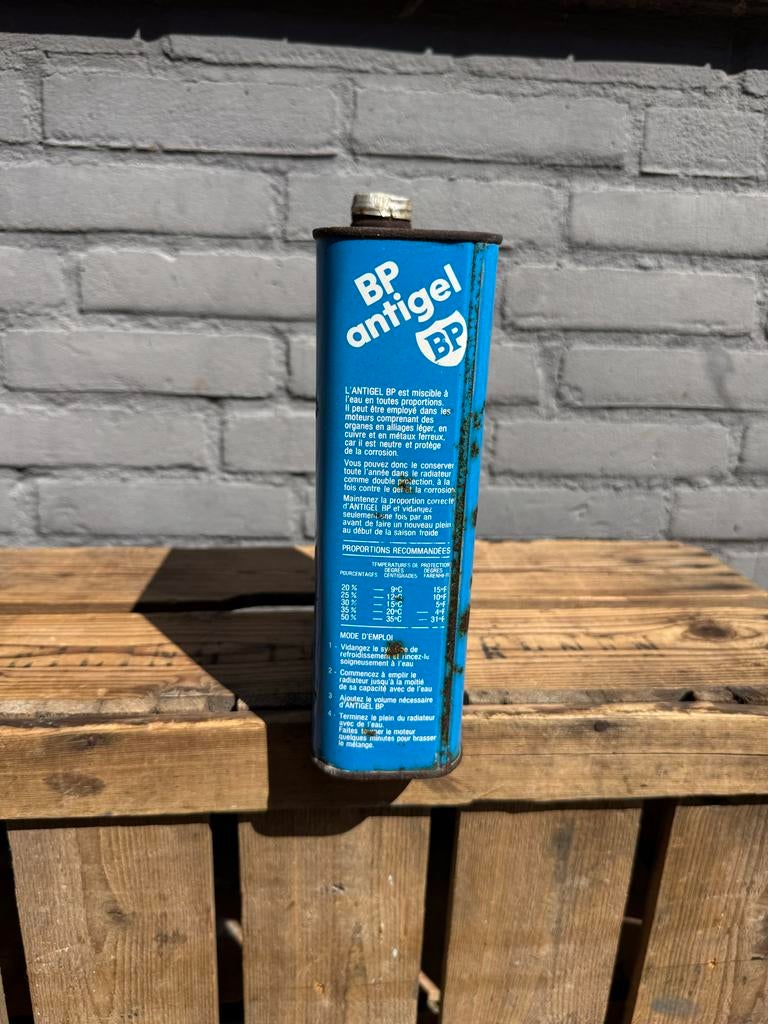 BP
antigel
BP
L'ANTIGEL BP est miscible à
l'eau en toutes proportions.
Il peut être employé dans les
moteurs comprenant des
organes en alliages léger, en
cuivre et en métaux ferreux,
car il est neutre et protège
de la corrosion.
Vous pouvez donc le conserver
toute l'année dans le radiateur
comme double protection, à la
fois contre le gel et la corrosion
Maintenez la proportion correcte
d'ANTIGEL BP et vidangez
seulement une fois par an
avant de faire un nouveau plein
au début de la saison froide
PROPORTIONS RECOMMANDÉES
TEMPÉRATURES DE PROTECTION
DEGRÉS DEGRÉS
POURCENTAGES CENTIGRADES FARENHEIT
20 % — 9°C 15°F
25 % — 12°C 10°F
30 % — 15°C 5°F
35 % — 20°C — 4°F
50 % — 35°C — 31°F
MODE D'EMPLOI
1 - Vidangez le système de
refroidissement et rincez-le
soigneusement à l'eau
2 - Commencez à emplir le
radiateur jusqu'à la moitié
de sa capacité avec de l'eau
3 Ajoutez le volume nécessaire
d'ANTIGEL BP
4 - Terminez le plein du radiateur
avec de l'eau.
Faites tourner le moteur
quelques minutes pour brasser
le mélange.